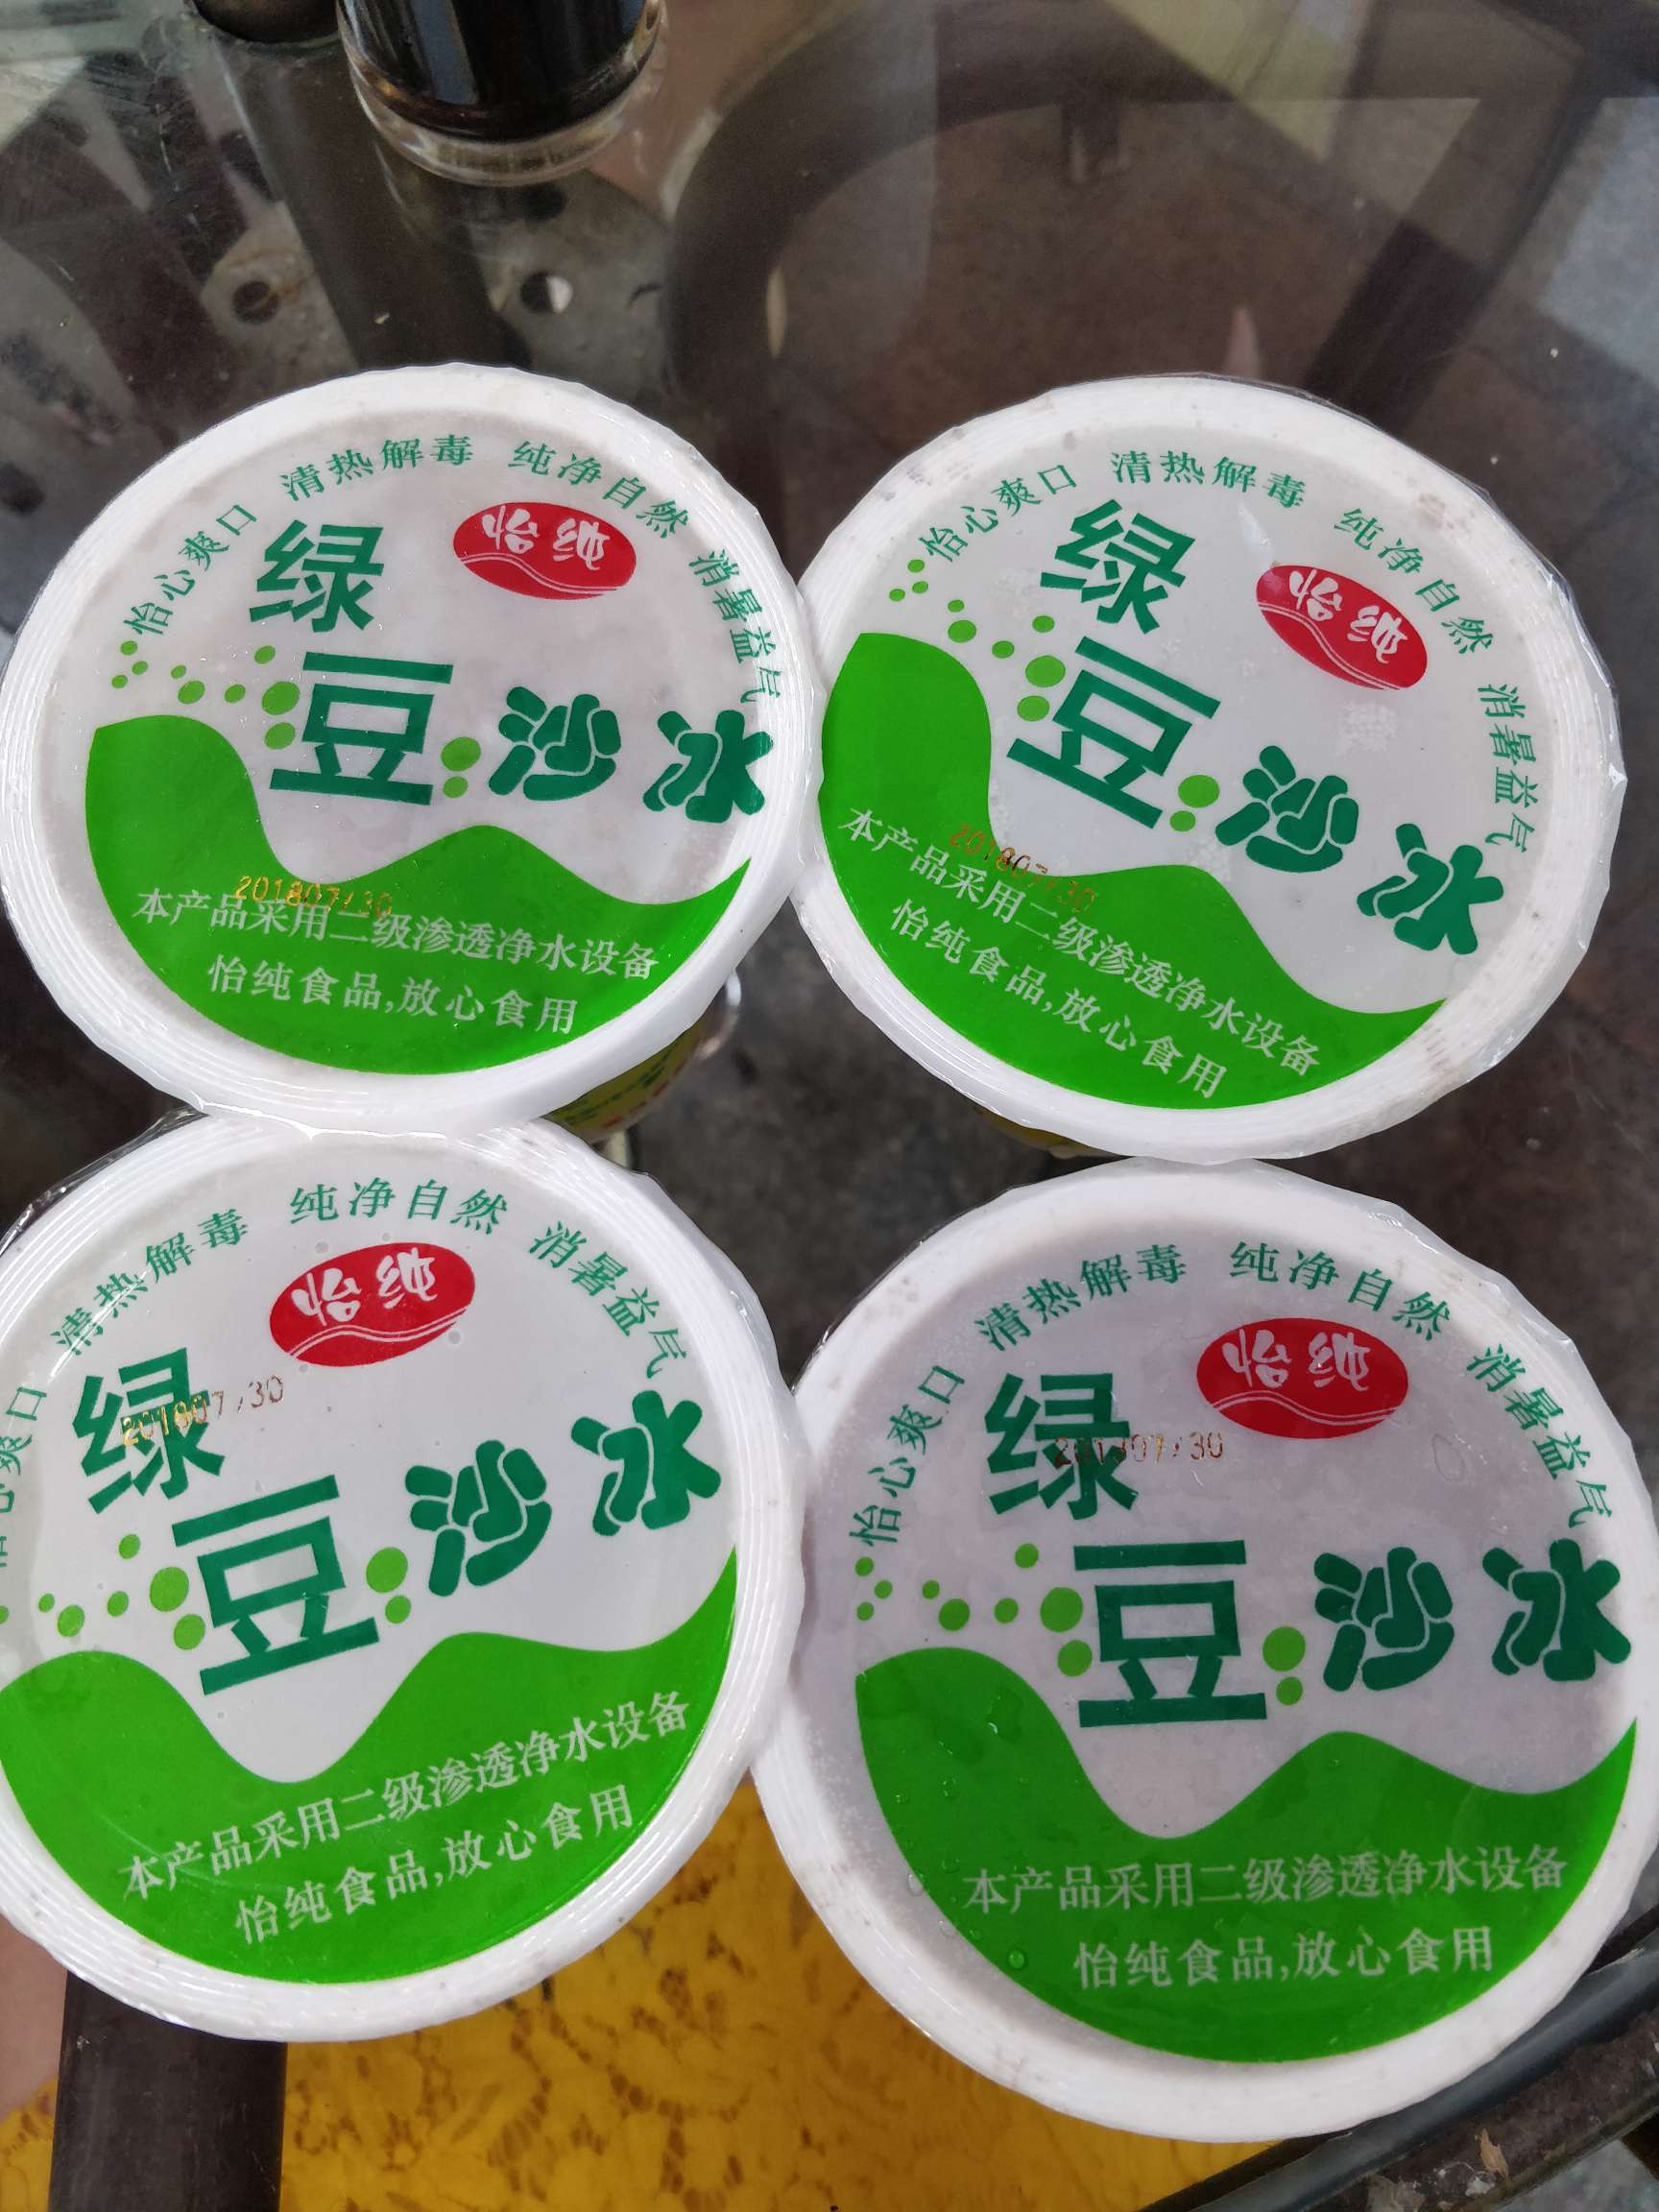 怡心爽口 清热解毒 纯净自然 消暑益气
怡纯
绿豆沙冰
201807/30
本产品采用二级渗透净水设备
怡纯食品,放心食用
怡心爽口 清热解毒 纯净自然 消暑益气
怡纯
绿豆沙冰
201807/30
本产品采用二级渗透净水设备
怡纯食品,放心食用
爽口 清热解毒 纯净自然 消暑益气
怡纯
绿豆沙冰
201807/30
本产品采用二级渗透净水设备
怡纯食品,放心食用
怡心爽口 清热解毒 纯净自然 消暑益气
怡纯
绿豆沙冰
201807/30
本产品采用二级渗透净水设备
怡纯食品,放心食用